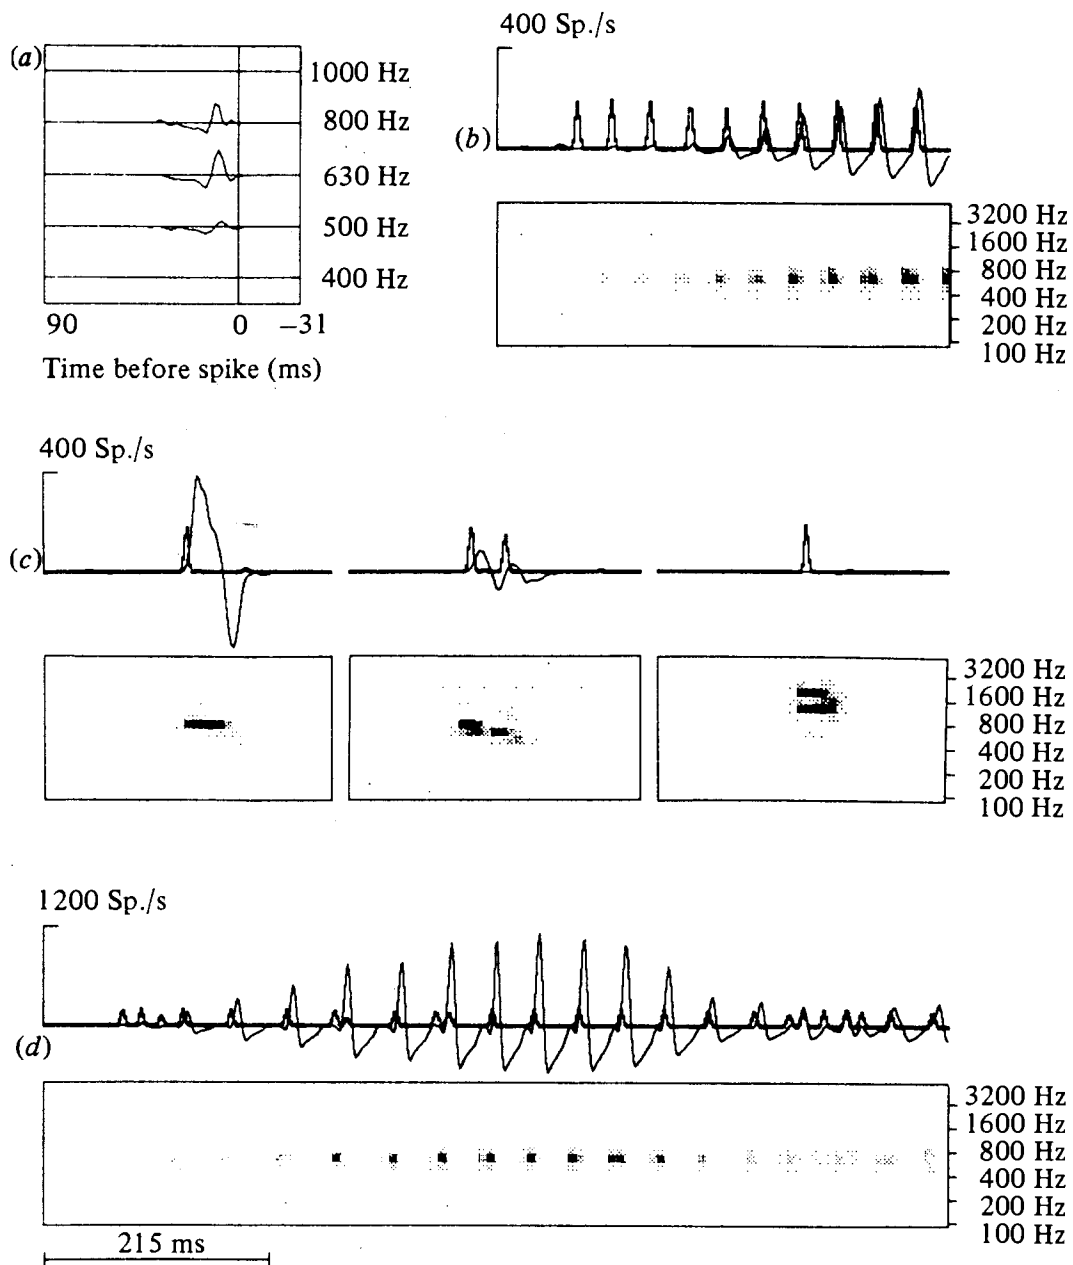 (a)
1000 Hz
800 Hz
630 Hz
500 Hz
400 Hz
90 0 −31
Time before spike (ms)
400 Sp./s
(b)
3200 Hz
1600 Hz
800 Hz
400 Hz
200 Hz
100 Hz
400 Sp./s
(c)
3200 Hz
1600 Hz
800 Hz
400 Hz
200 Hz
100 Hz
1200 Sp./s
(d)
3200 Hz
1600 Hz
800 Hz
400 Hz
200 Hz
100 Hz
215 ms